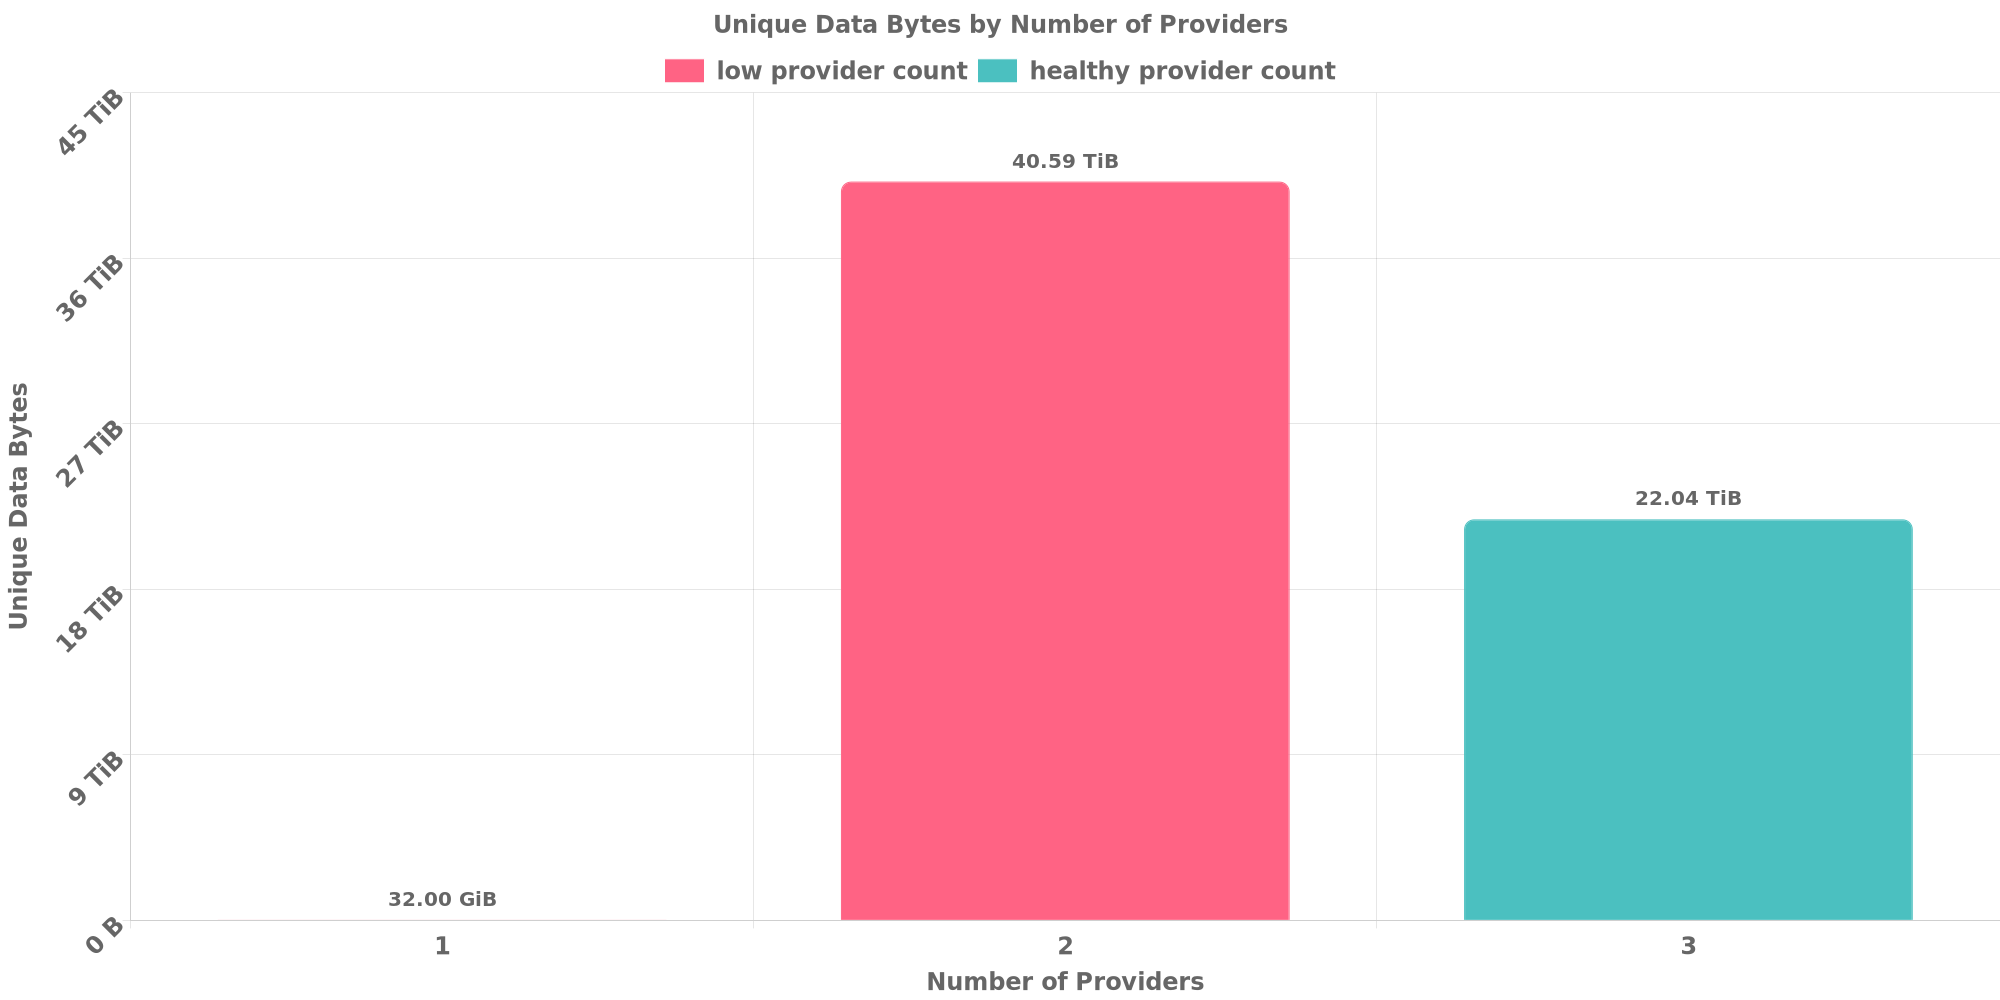 Unique Data Bytes by Number of Providers
low provider count healthy provider count
45 TiB
36 TiB
27 TiB
18 TiB
9 TiB
0 B
Unique Data Bytes
32.00 GiB
40.59 TiB
22.04 TiB
1 2 3
Number of Providers